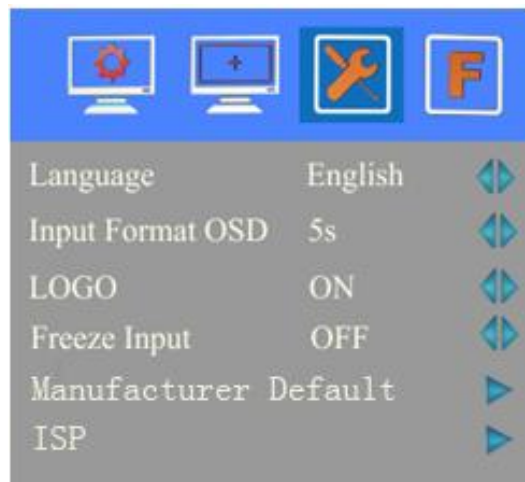 F
Language English
Input Format OSD 5s
LOGO ON
Freeze Input OFF
Manufacturer Default
ISP